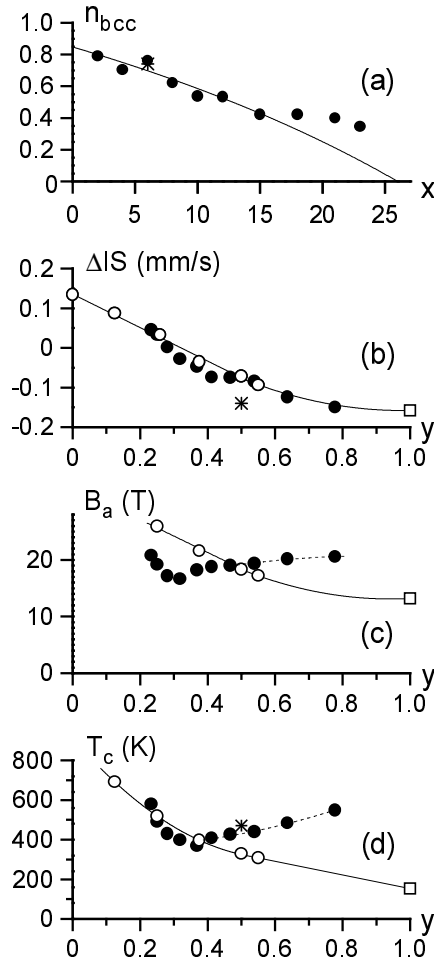 n_bcc
1.0
0.8
(a)
0.6
0.4
0.2
0
0 5 10 15 20 25 x
0.2
ΔIS (mm/s)
0.1
0
(b)
-0.1
-0.2
0 0.2 0.4 0.6 0.8 1.0 y
B_a (T)
20
10
(c)
0
0 0.2 0.4 0.6 0.8 1.0 y
800
T_c (K)
600
400
(d)
200
0
0 0.2 0.4 0.6 0.8 1.0 y